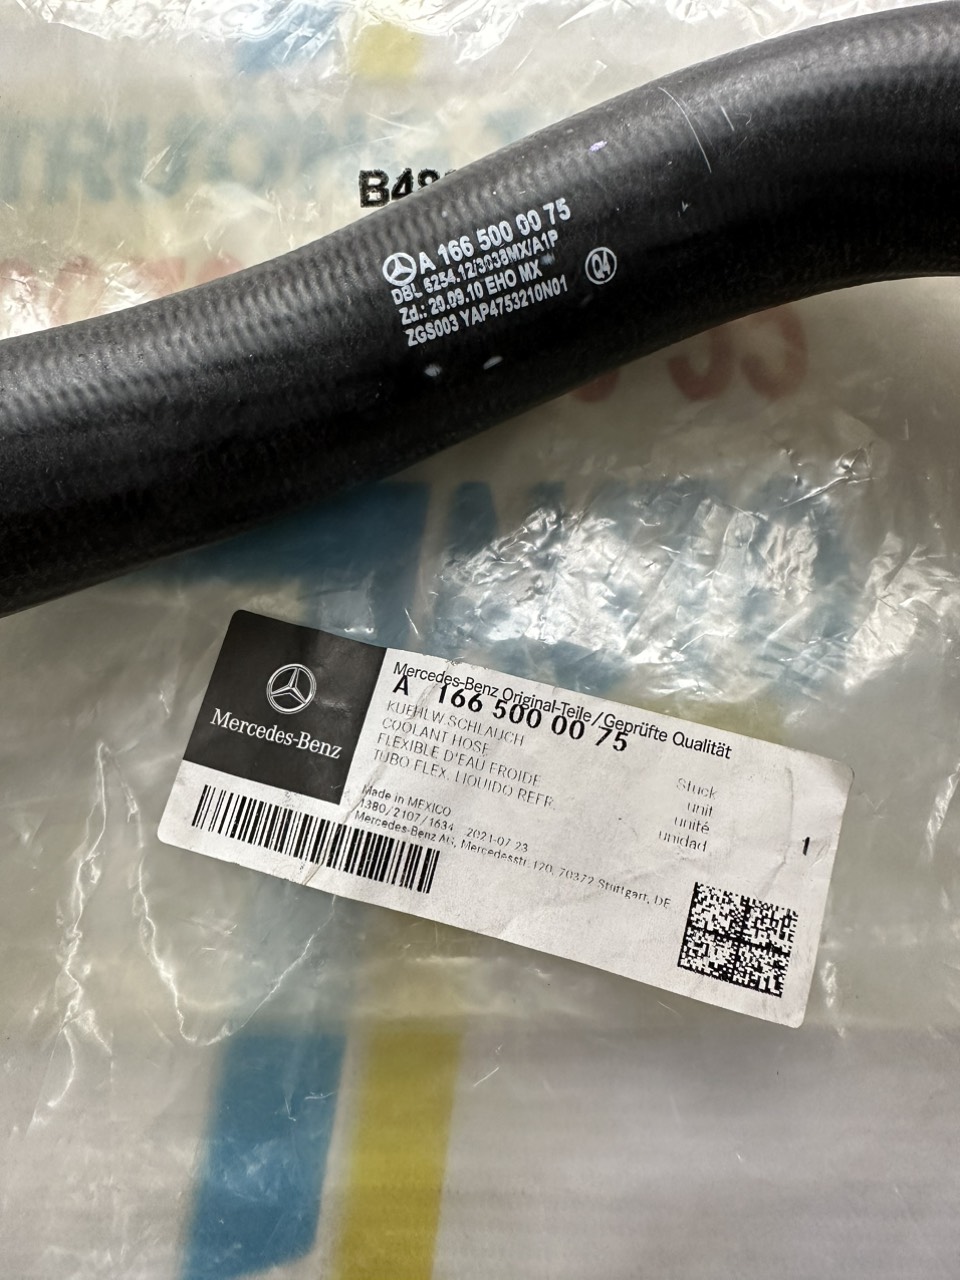 A 166 500 00 75
DBL 6254.12/3038MX/A1P
Zd.: 20.09.10 EHO MX
ZGS003 YAP4753210N01
Q4
Mercedes-Benz
Mercedes-Benz Original-Teile/Geprüfte Qualität
A 166 500 00 75
KUEHLW.SCHLAUCH
COOLANT HOSE
FLEXIBLE D'EAU FROIDE
TUBO FLEX. LIQUIDO REFR.
Stück
unit
unité
unidad
1
Made in MEXICO
1380/2107/1634 2021-07-23
Mercedes-Benz AG, Mercedesstr. 120, 70372 Stuttgart, DE